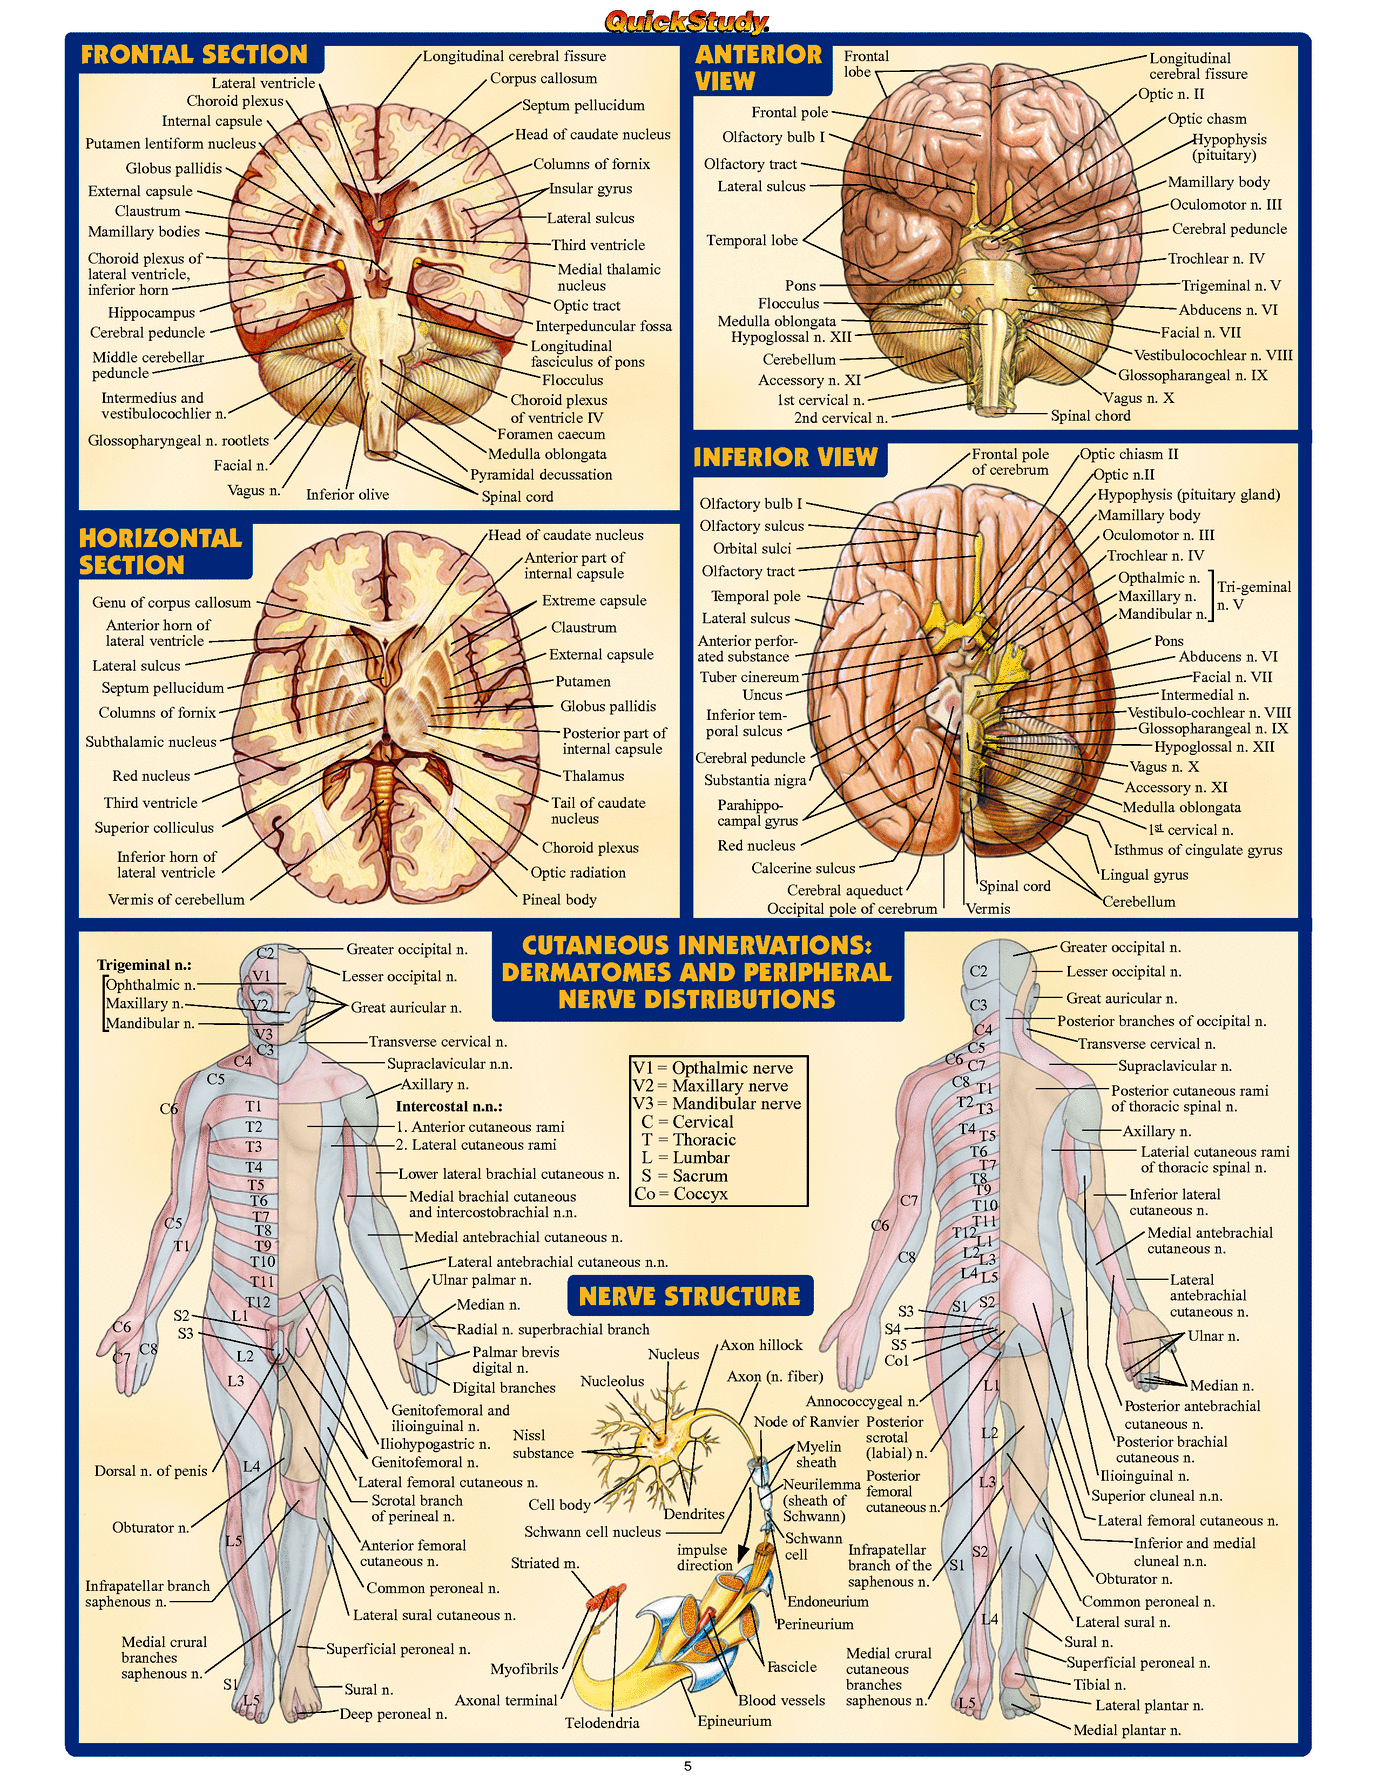 QuickStudy.
FRONTAL SECTION
Longitudinal cerebral fissure
Corpus callosum
Septum pellucidum
Head of caudate nucleus
Columns of fornix
Insular gyrus
Lateral sulcus
Third ventricle
Medial thalamic
nucleus
Optic tract
Interpeduncular fossa
Longitudinal
fasciculus of pons
Flocculus
Choroid plexus
of ventricle IV
Foramen caecum
Medulla oblongata
Pyramidal decussation
Spinal cord
Lateral ventricle
Choroid plexus
Internal capsule
Putamen lentiform nucleus
Globus pallidis
External capsule
Claustrum
Mamillary bodies
Choroid plexus of
lateral ventricle,
inferior horn
Hippocampus
Cerebral peduncle
Middle cerebellar
peduncle
Intermedius and
vestibulocochlier n.
Glossopharyngeal n. rootlets
Facial n.
Vagus n.
Inferior olive
ANTERIOR
VIEW
Frontal
lobe
Frontal pole
Olfactory bulb I
Olfactory tract
Lateral sulcus
Temporal lobe
Pons
Flocculus
Medulla oblongata
Hypoglossal n. XII
Cerebellum
Accessory n. XI
1st cervical n.
2nd cervical n.
Longitudinal
cerebral fissure
Optic n. II
Optic chasm
Hypophysis
(pituitary)
Mamillary body
Oculomotor n. III
Cerebral peduncle
Trochlear n. IV
Trigeminal n. V
Abducens n. VI
Facial n. VII
Vestibulocochlear n. VIII
Glossopharangeal n. IX
Vagus n. X
Spinal chord
HORIZONTAL
SECTION
Genu of corpus callosum
Anterior horn of
lateral ventricle
Lateral sulcus
Septum pellucidum
Columns of fornix
Subthalamic nucleus
Red nucleus
Third ventricle
Superior colliculus
Inferior horn of
lateral ventricle
Vermis of cerebellum
Head of caudate nucleus
Anterior part of
internal capsule
Extreme capsule
Claustrum
External capsule
Putamen
Globus pallidis
Posterior part of
internal capsule
Thalamus
Tail of caudate
nucleus
Choroid plexus
Optic radiation
Pineal body
INFERIOR VIEW
Frontal pole
of cerebrum
Olfactory bulb I
Olfactory sulcus
Orbital sulci
Olfactory tract
Temporal pole
Lateral sulcus
Anterior perfor-
ated substance
Tuber cinereum
Uncus
Inferior tem-
poral sulcus
Cerebral peduncle
Substantia nigra
Parahippo-
campal gyrus
Red nucleus
Calcerine sulcus
Cerebral aqueduct
Occipital pole of cerebrum
Vermis
Spinal cord
Optic chiasm II
Optic n.II
Hypophysis (pituitary gland)
Mamillary body
Oculomotor n. III
Trochlear n. IV
Opthalmic n.
Maxillary n.
Mandibular n.
Tri-geminal
n. V
Pons
Abducens n. VI
Facial n. VII
Intermedial n.
Vestibulo-cochlear n. VIII
Glossopharangeal n. IX
Hypoglossal n. XII
Vagus n. X
Accessory n. XI
Medulla oblongata
1st cervical n.
Isthmus of cingulate gyrus
Lingual gyrus
Cerebellum
CUTANEOUS INNERVATIONS:
DERMATOMES AND PERIPHERAL
NERVE DISTRIBUTIONS
Trigeminal n.:
Ophthalmic n.
Maxillary n.
Mandibular n.
C2
V1
V2
V3
C3
C4
C5
C6
T1
T2
T3
T4
T5
T6
T7
T8
T9
T10
T11
T12
C5
T1
L1
S2
S3
C6
C7
C8
L2
L3
L4
L5
S1
L5
Dorsal n. of penis
Obturator n.
Infrapatellar branch
saphenous n.
Medial crural
branches
saphenous n.
Greater occipital n.
Lesser occipital n.
Great auricular n.
Transverse cervical n.
Supraclavicular n.n.
Axillary n.
Intercostal n.n.:
1. Anterior cutaneous rami
2. Lateral cutaneous rami
Lower lateral brachial cutaneous n.
Medial brachial cutaneous
and intercostobrachial n.n.
Medial antebrachial cutaneous n.
Lateral antebrachial cutaneous n.n.
Ulnar palmar n.
Median n.
Radial n. superbrachial branch
Palmar brevis
digital n.
Digital branches
Genitofemoral and
ilioinguinal n.
Iliohypogastric n.
Genitofemoral n.
Lateral femoral cutaneous n.
Scrotal branch
of perineal n.
Anterior femoral
cutaneous n.
Common peroneal n.
Lateral sural cutaneous n.
Superficial peroneal n.
Sural n.
Deep peroneal n.
V1 = Opthalmic nerve
V2 = Maxillary nerve
V3 = Mandibular nerve
C = Cervical
T = Thoracic
L = Lumbar
S = Sacrum
Co = Coccyx
NERVE STRUCTURE
Nucleus
Axon hillock
Nucleolus
Axon (n. fiber)
Nissl
substance
Node of Ranvier
Myelin
sheath
Neurilemma
(sheath of
Schwann)
Cell body
Dendrites
Schwann cell nucleus
Schwann
cell
impulse
direction
Striated m.
Endoneurium
Perineurium
Myofibrils
Fascicle
Axonal terminal
Blood vessels
Telodendria
Epineurium
C2
C3
C4
C5
C6
C7
C8
T1
T2
T3
T4
T5
T6
T7
T8
T9
T10
T11
T12
L1
L2
L3
L4
L5
S1
S2
C7
C6
C8
S3
S4
S5
Co1
Annococcygeal n.
L1
Posterior
scrotal
(labial) n.
L2
Posterior
femoral
cutaneous n.
L3
Infrapatellar
branch of the
saphenous n.
S1
S2
L4
Medial crural
cutaneous
branches
saphenous n.
L5
Greater occipital n.
Lesser occipital n.
Great auricular n.
Posterior branches of occipital n.
Transverse cervical n.
Supraclavicular n.
Posterior cutaneous rami
of thoracic spinal n.
Axillary n.
Laterial cutaneous rami
of thoracic spinal n.
Inferior lateral
cutaneous n.
Medial antebrachial
cutaneous n.
Lateral
antebrachial
cutaneous n.
Ulnar n.
Median n.
Posterior antebrachial
cutaneous n.
Posterior brachial
cutaneous n.
Ilioinguinal n.
Superior cluneal n.n.
Lateral femoral cutaneous n.
Inferior and medial
cluneal n.n.
Obturator n.
Common peroneal n.
Lateral sural n.
Sural n.
Superficial peroneal n.
Tibial n.
Lateral plantar n.
Medial plantar n.
5